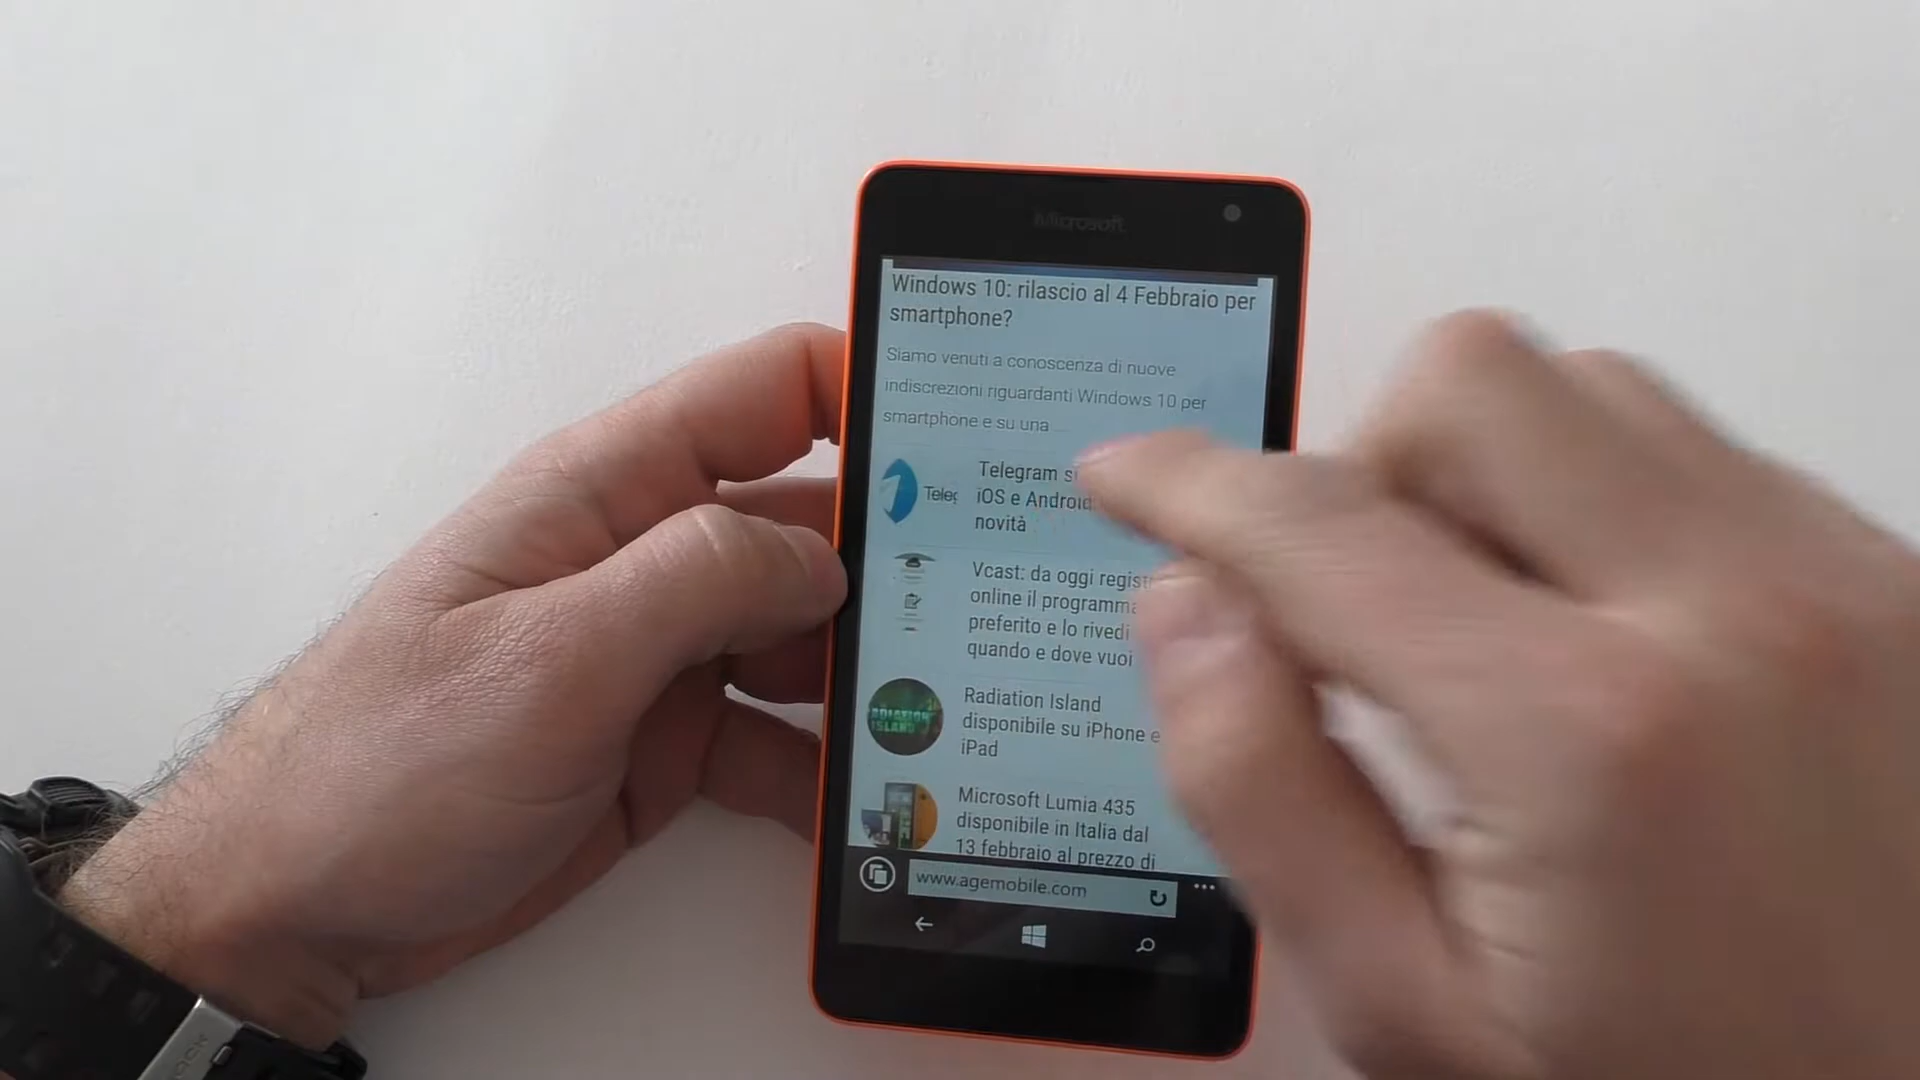 Microsoft
Windows 10: rilascio al 4 Febbraio per
smartphone?
Siamo venuti a conoscenza di nuove
indiscrezioni riguardanti Windows 10 per
smartphone e su una ...
Telegram
iOS e Android:
novità
Teleg
Vcast: da oggi
online il programma
preferito e lo rivedi
quando e dove vuoi
Radiation Island
disponibile su iPhone e
iPad
RADIATION
ISLAND
Microsoft Lumia 435
disponibile in Italia dal
13 febbraio al prezzo di
www.agemobile.com